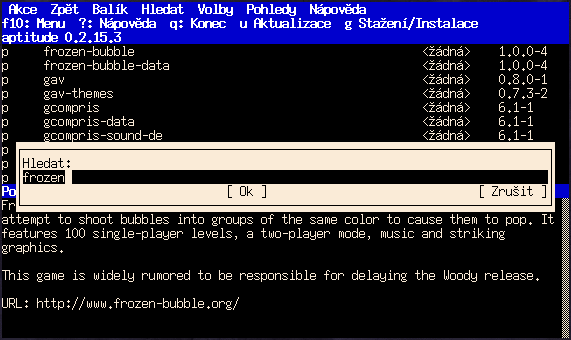 Akce Zpět Balík Hledat Volby Pohledy Nápověda
f10: Menu ?: Nápověda q: Konec u Aktualizace g Stažení/Instalace
aptitude 0.2.15.3
p frozen-bubble <žádná> 1.0.0-4
p frozen-bubble-data <žádná> 1.0.0-4
p gav <žádná> 0.8.0-1
p gav-themes <žádná> 0.7.3-2
p gcompris <žádná> 6.1-1
p gcompris-data <žádná> 6.1-1
p gcompris-sound-de <žádná> 6.1-1
p
p
p
Hledat:
frozen
[ Ok ] [ Zrušit ]
Po
Fr
attempt to shoot bubbles into groups of the same color to cause them to pop. It
features 100 single-player levels, a two-player mode, music and striking
graphics.
This game is widely rumored to be responsible for delaying the Woody release.
URL: http://www.frozen-bubble.org/